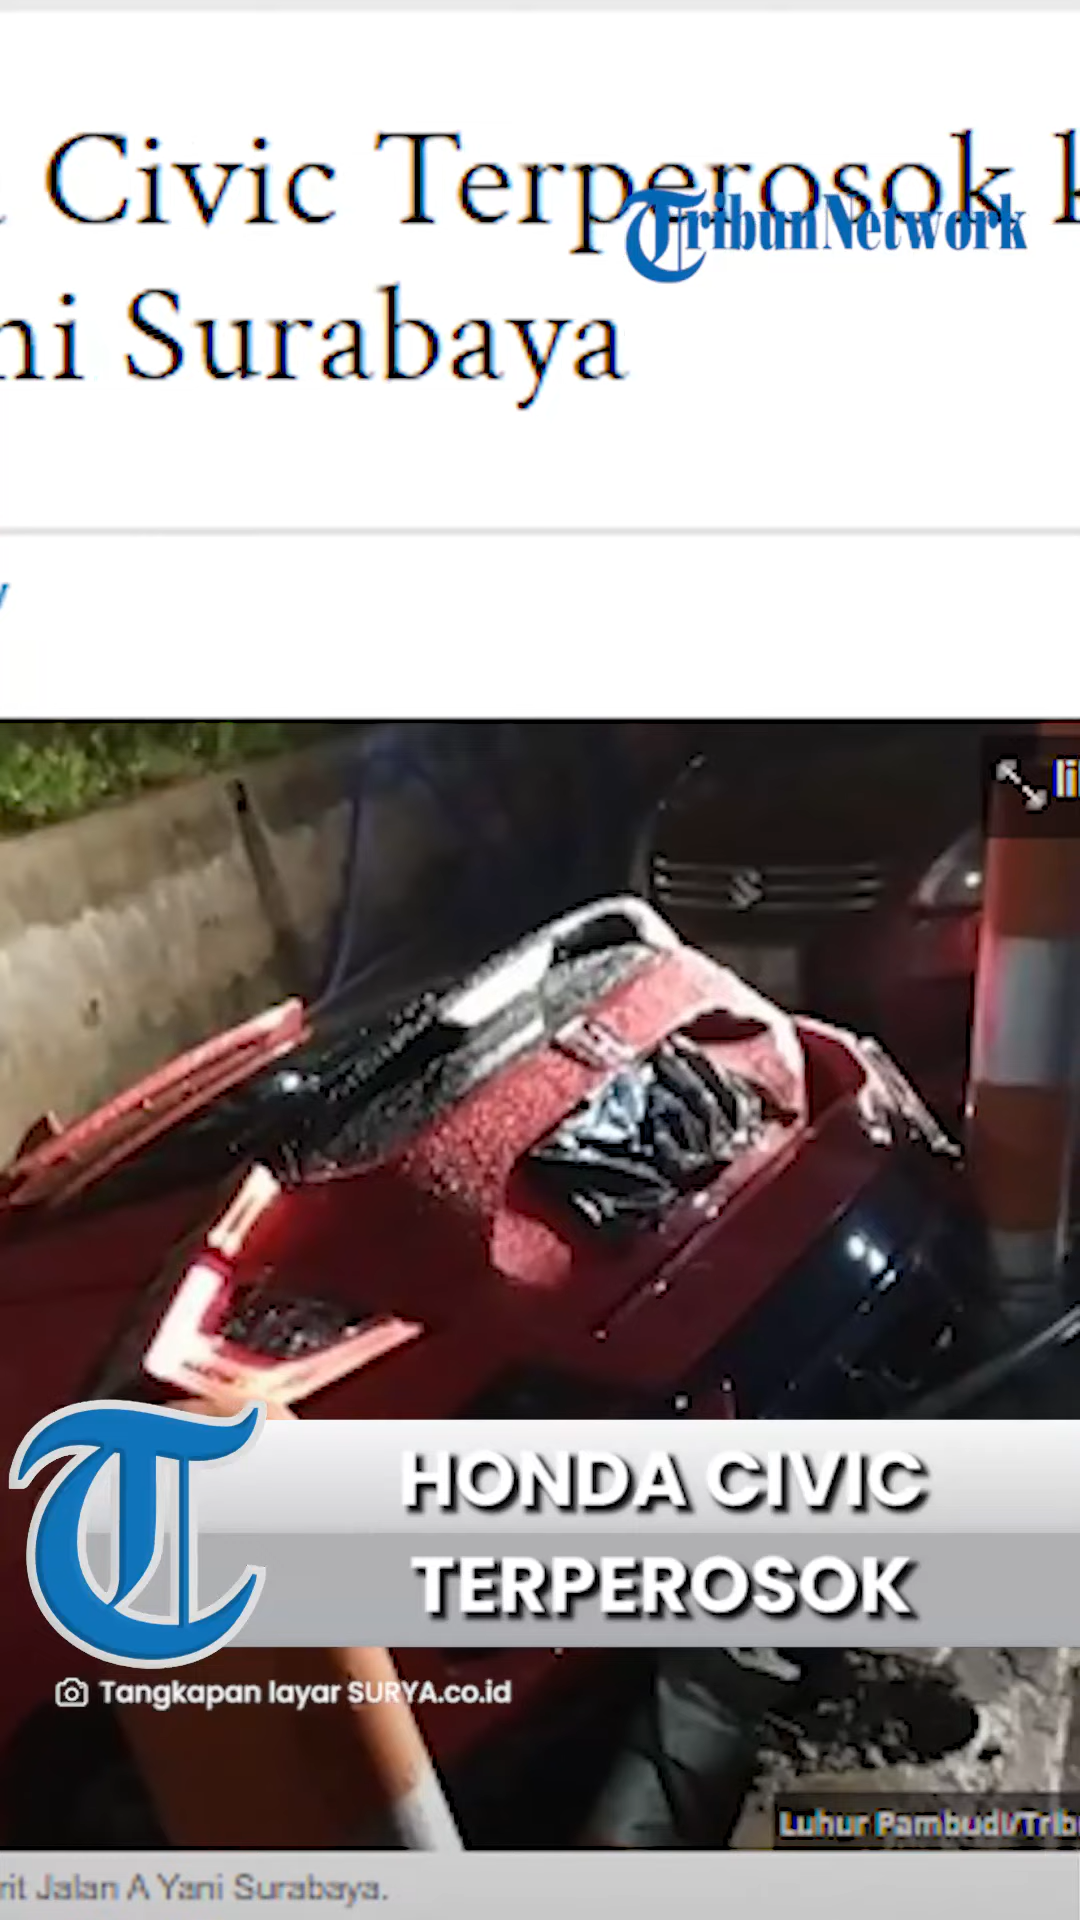 Civic Terperosok k
TribunNetwork
ni Surabaya
li
HONDA CIVIC
TERPEROSOK
Tangkapan layar SURYA.co.id
Luhur Pambudi/Trib
rit Jalan A Yani Surabaya.